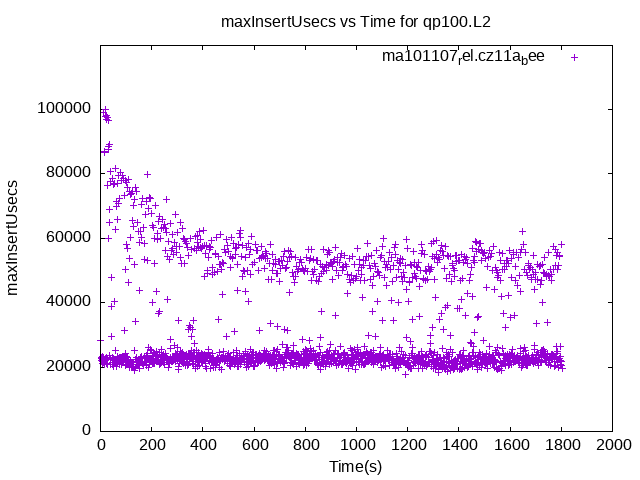 maxInsertUsecs vs Time for qp100.L2
ma101107rel.cz11abee
maxInsertUsecs
100000
80000
60000
40000
20000
0
0 200 400 600 800 1000 1200 1400 1600 1800 2000
Time(s)